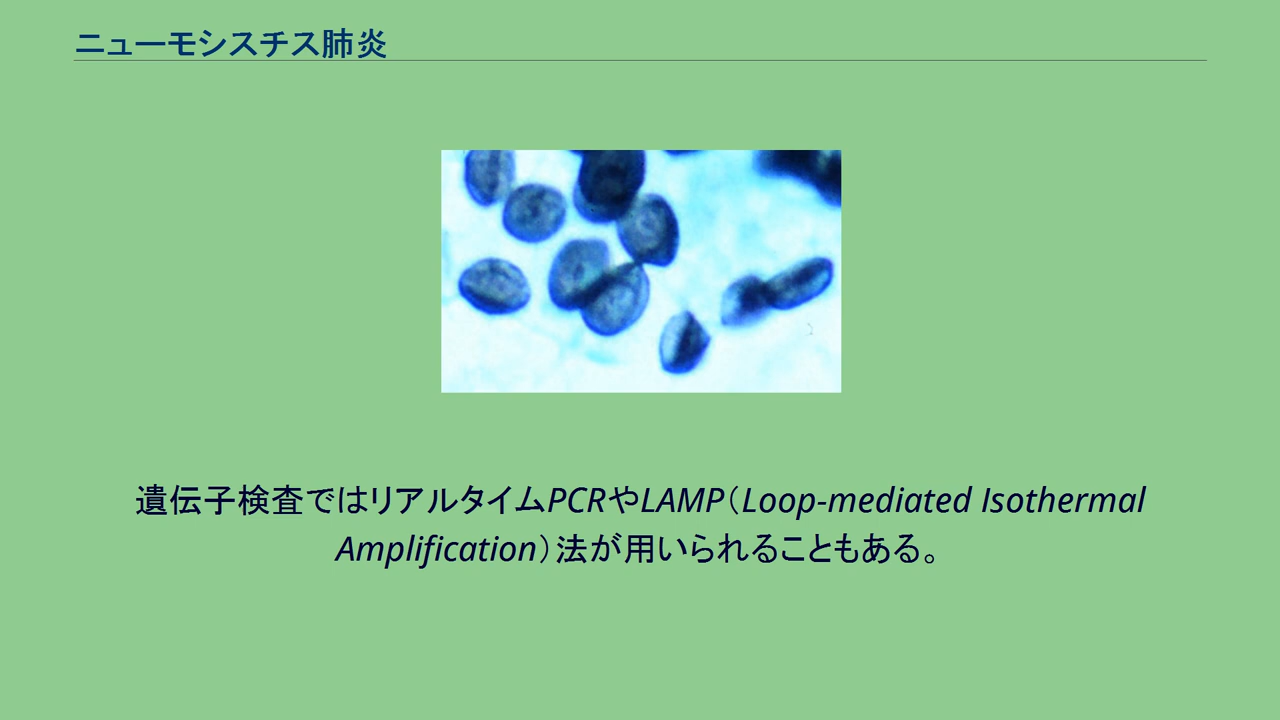 ニューモシスチス肺炎
遺伝子検査ではリアルタイムPCRやLAMP（Loop-mediated Isothermal
Amplification）法が用いられることもある。